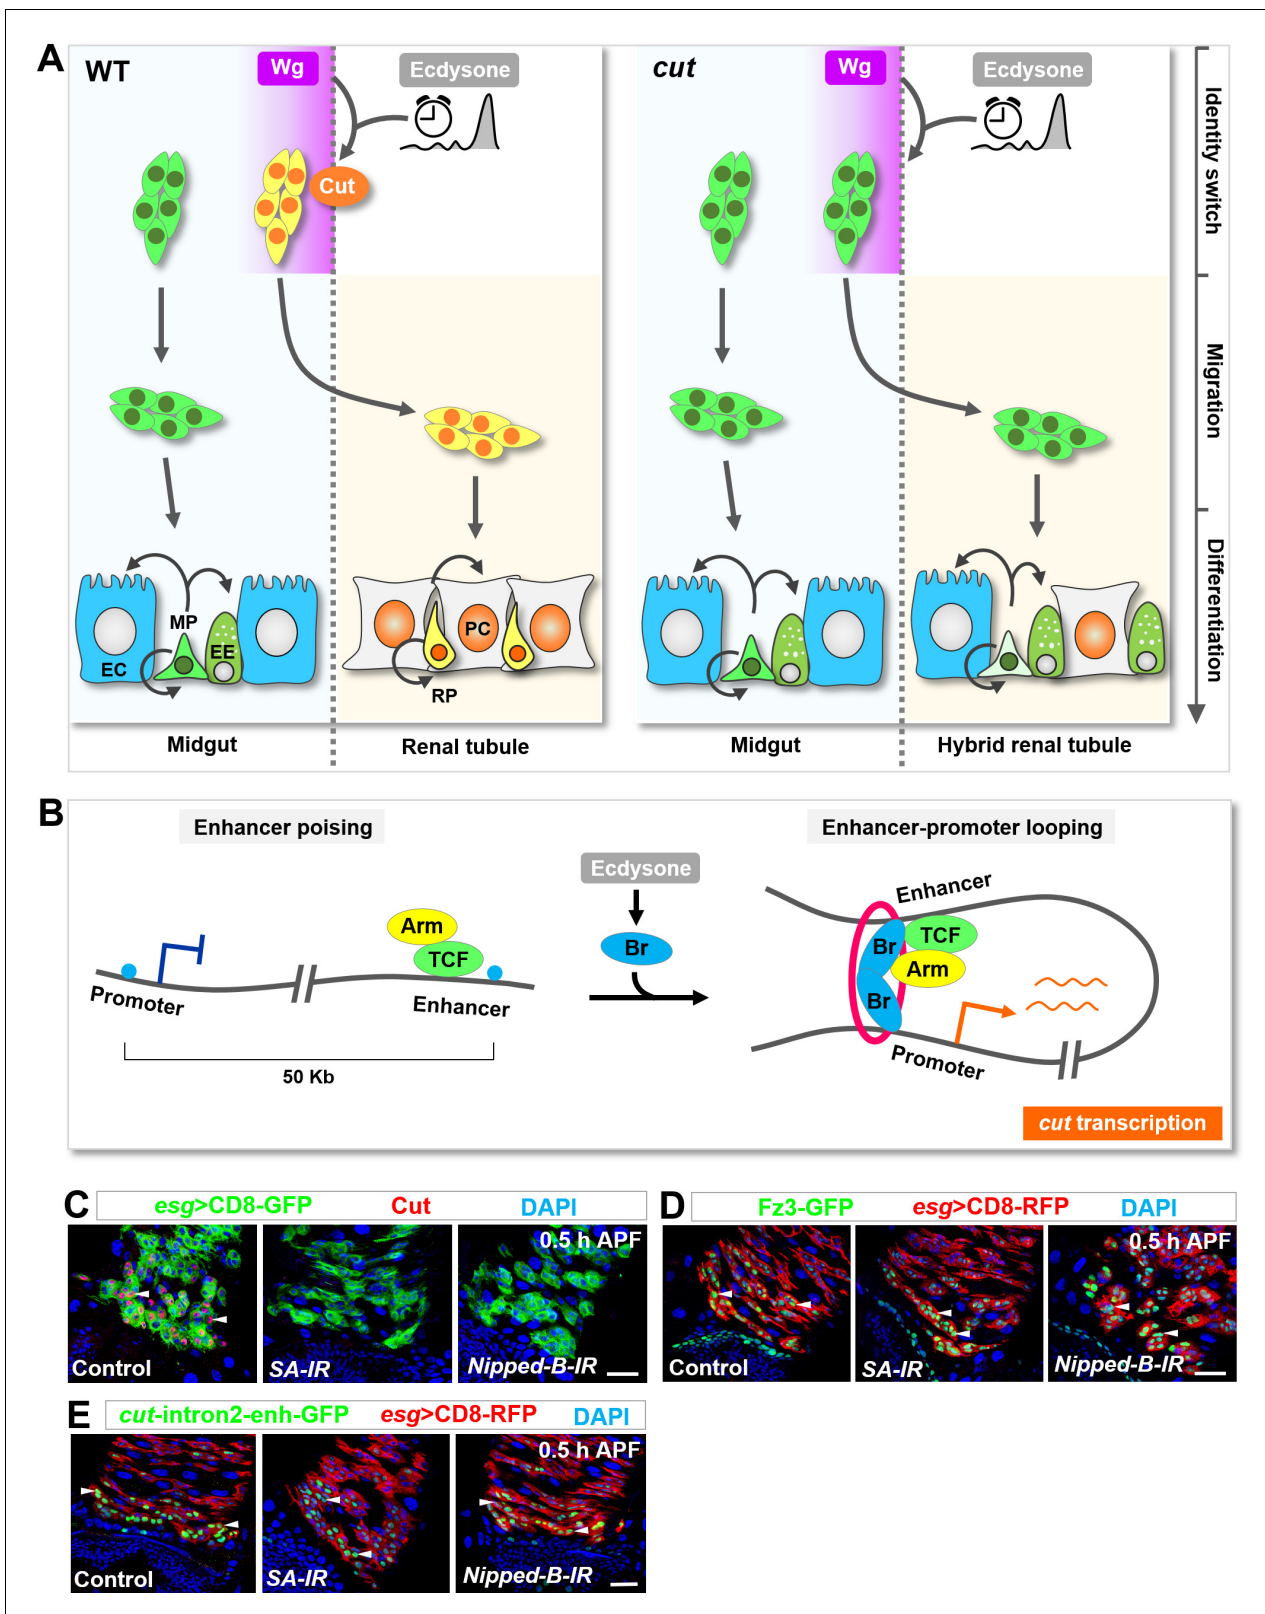 A
WT
Wg
Ecdysone
Cut
EC
MP
EE
PC
RP
Midgut
Renal tubule
cut
Wg
Ecdysone
Midgut
Hybrid renal tubule
Identity switch
Migration
Differentiation
B
Enhancer poising
Enhancer-promoter looping
Ecdysone
Br
Arm
TCF
Promoter
Enhancer
50 Kb
Enhancer
Br
TCF
Arm
Br
Promoter
cut transcription
C
esg>CD8-GFP Cut DAPI
0.5 h APF
Control
SA-IR
Nipped-B-IR
D
Fz3-GFP esg>CD8-RFP DAPI
0.5 h APF
Control
SA-IR
Nipped-B-IR
E
cut-intron2-enh-GFP esg>CD8-RFP DAPI
0.5 h APF
Control
SA-IR
Nipped-B-IR